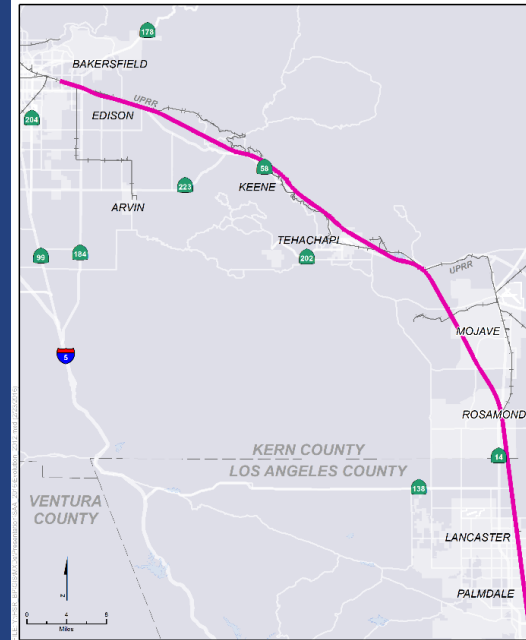 178
BAKERSFIELD
UPRR
EDISON
204
58
223
KEENE
ARVIN
TEHACHAPI
99
184
202
UPRR
MOJAVE
5
ROSAMOND
KERN COUNTY
14
LOS ANGELES COUNTY
138
VENTURA
COUNTY
LANCASTER
PALMDALE
N
0 4 8
Miles